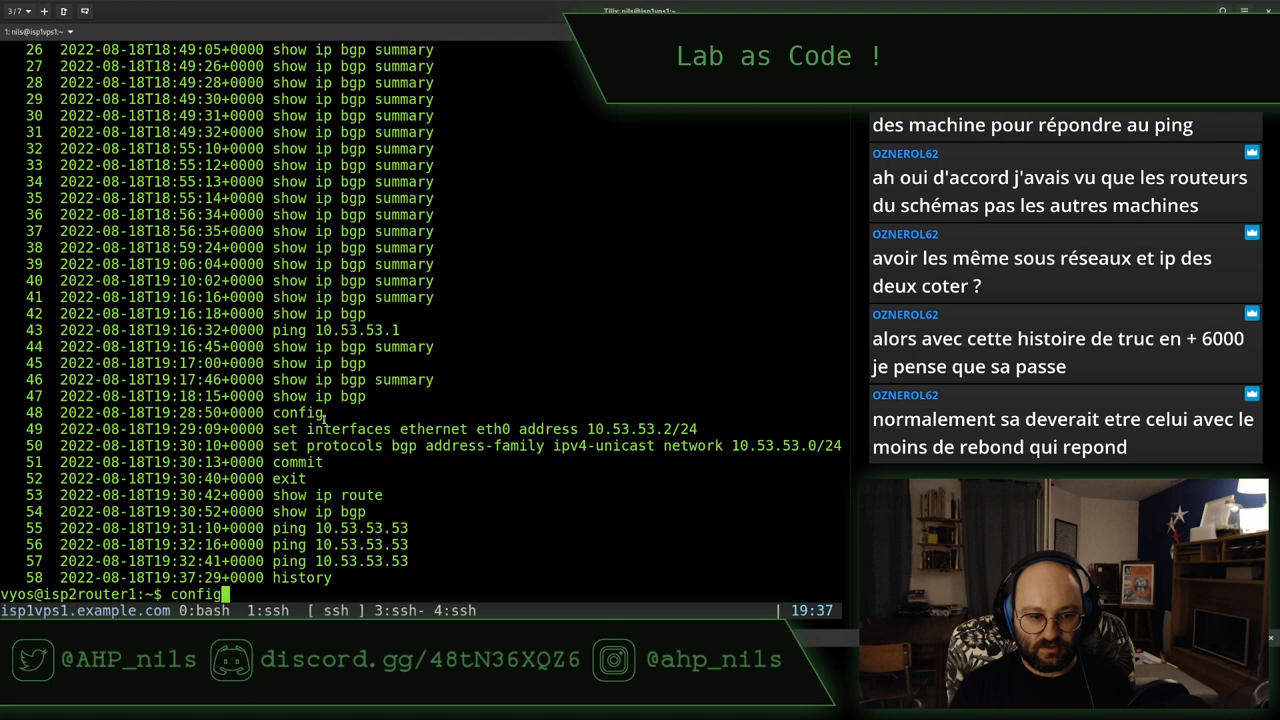 3/7
Tilix: nils@isp1vps1:~
1: nils@isp1vps1:~
Lab as Code !
26 2022-08-18T18:49:05+0000 show ip bgp summary
27 2022-08-18T18:49:26+0000 show ip bgp summary
28 2022-08-18T18:49:28+0000 show ip bgp summary
29 2022-08-18T18:49:30+0000 show ip bgp summary
30 2022-08-18T18:49:31+0000 show ip bgp summary
31 2022-08-18T18:49:32+0000 show ip bgp summary
32 2022-08-18T18:55:10+0000 show ip bgp summary
33 2022-08-18T18:55:12+0000 show ip bgp summary
34 2022-08-18T18:55:13+0000 show ip bgp summary
35 2022-08-18T18:55:14+0000 show ip bgp summary
36 2022-08-18T18:56:34+0000 show ip bgp summary
37 2022-08-18T18:56:35+0000 show ip bgp summary
38 2022-08-18T18:59:24+0000 show ip bgp summary
39 2022-08-18T19:06:04+0000 show ip bgp summary
40 2022-08-18T19:10:02+0000 show ip bgp summary
41 2022-08-18T19:16:16+0000 show ip bgp summary
42 2022-08-18T19:16:18+0000 show ip bgp
43 2022-08-18T19:16:32+0000 ping 10.53.53.1
44 2022-08-18T19:16:45+0000 show ip bgp summary
45 2022-08-18T19:17:00+0000 show ip bgp
46 2022-08-18T19:17:46+0000 show ip bgp summary
47 2022-08-18T19:18:15+0000 show ip bgp
48 2022-08-18T19:28:50+0000 config
49 2022-08-18T19:29:09+0000 set interfaces ethernet eth0 address 10.53.53.2/24
50 2022-08-18T19:30:10+0000 set protocols bgp address-family ipv4-unicast network 10.53.53.0/24
51 2022-08-18T19:30:13+0000 commit
52 2022-08-18T19:30:40+0000 exit
53 2022-08-18T19:30:42+0000 show ip route
54 2022-08-18T19:30:52+0000 show ip bgp
55 2022-08-18T19:31:10+0000 ping 10.53.53.53
56 2022-08-18T19:32:16+0000 ping 10.53.53.53
57 2022-08-18T19:32:41+0000 ping 10.53.53.53
58 2022-08-18T19:37:29+0000 history
vyos@isp2router1:~$ config
isp1vps1.example.com 0:bash 1:ssh [ ssh ] 3:ssh- 4:ssh | 19:37
des machine pour répondre au ping
OZNEROL62
ah oui d'accord j'avais vu que les routeurs
du schémas pas les autres machines
OZNEROL62
avoir les même sous réseaux et ip des
deux coter ?
OZNEROL62
alors avec cette histoire de truc en + 6000
je pense que sa passe
OZNEROL62
normalement sa deverait etre celui avec le
moins de rebond qui repond
@AHP_nils discord.gg/48tN36XQZ6 @ahp_nils